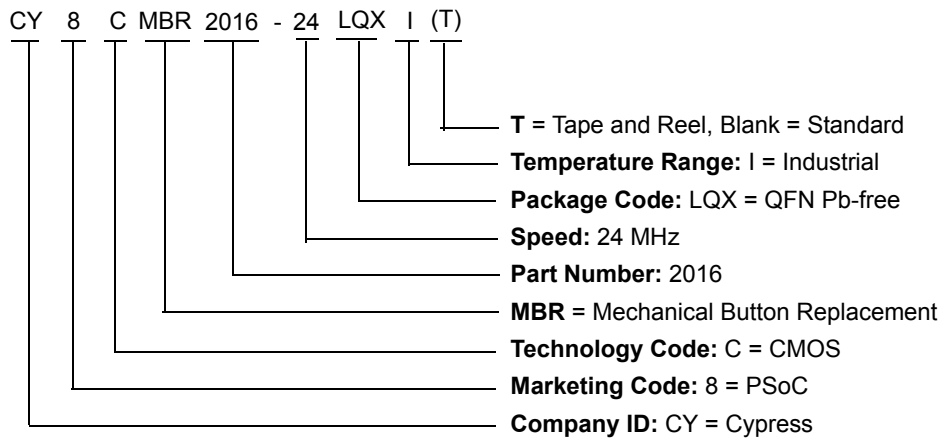 CY 8 C MBR 2016 - 24 LQX I (T)
T = Tape and Reel, Blank = Standard
Temperature Range: I = Industrial
Package Code: LQX = QFN Pb-free
Speed: 24 MHz
Part Number: 2016
MBR = Mechanical Button Replacement
Technology Code: C = CMOS
Marketing Code: 8 = PSoC
Company ID: CY = Cypress